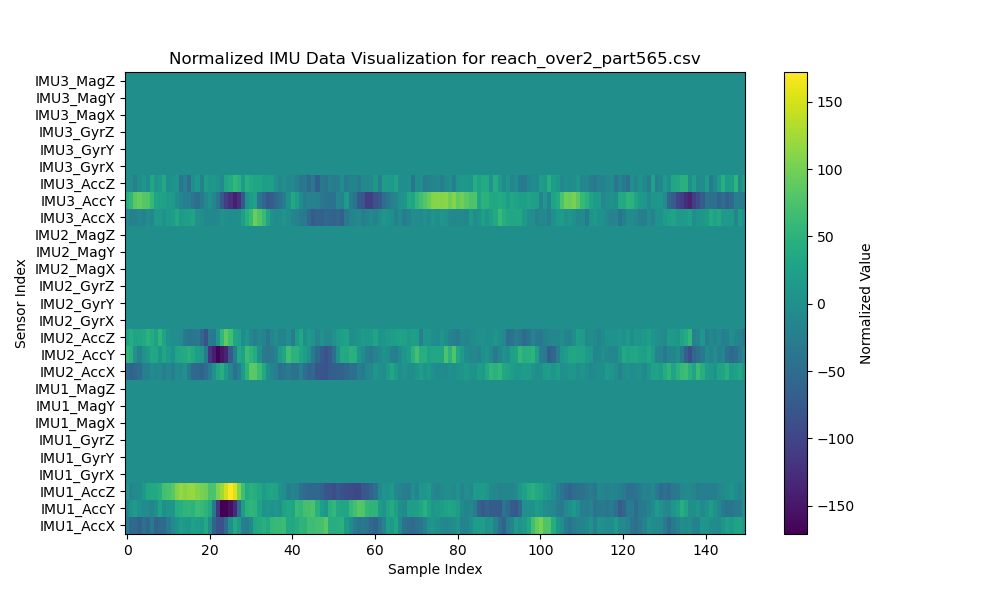 Normalized IMU Data Visualization for reach_over2_part565.csv
Sensor Index
IMU3_MagZ
IMU3_MagY
IMU3_MagX
IMU3_GyrZ
IMU3_GyrY
IMU3_GyrX
IMU3_AccZ
IMU3_AccY
IMU3_AccX
IMU2_MagZ
IMU2_MagY
IMU2_MagX
IMU2_GyrZ
IMU2_GyrY
IMU2_GyrX
IMU2_AccZ
IMU2_AccY
IMU2_AccX
IMU1_MagZ
IMU1_MagY
IMU1_MagX
IMU1_GyrZ
IMU1_GyrY
IMU1_GyrX
IMU1_AccZ
IMU1_AccY
IMU1_AccX
0 20 40 60 80 100 120 140
Sample Index
150
100
50
0
−50
−100
−150
Normalized Value